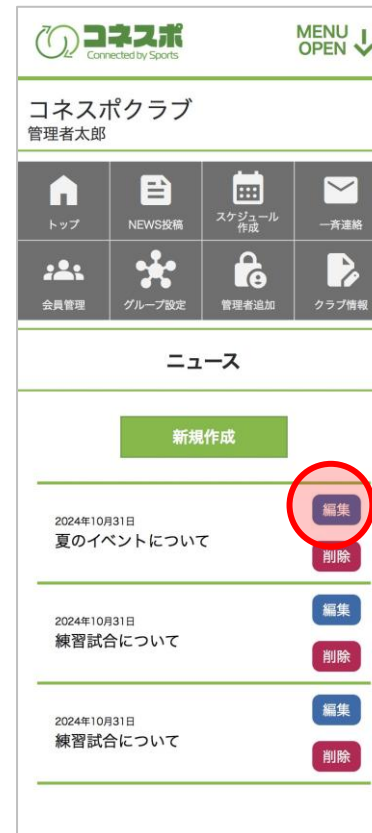 コネスポ
Connected by Sports
MENU
OPEN
コネスポクラブ
管理者太郎
トップ
NEWS投稿
スケジュール
作成
一斉連絡
会員管理
グループ設定
管理者追加
クラブ情報
ニュース
新規作成
2024年10月31日
夏のイベントについて
編集
削除
2024年10月31日
練習試合について
編集
削除
2024年10月31日
練習試合について
編集
削除